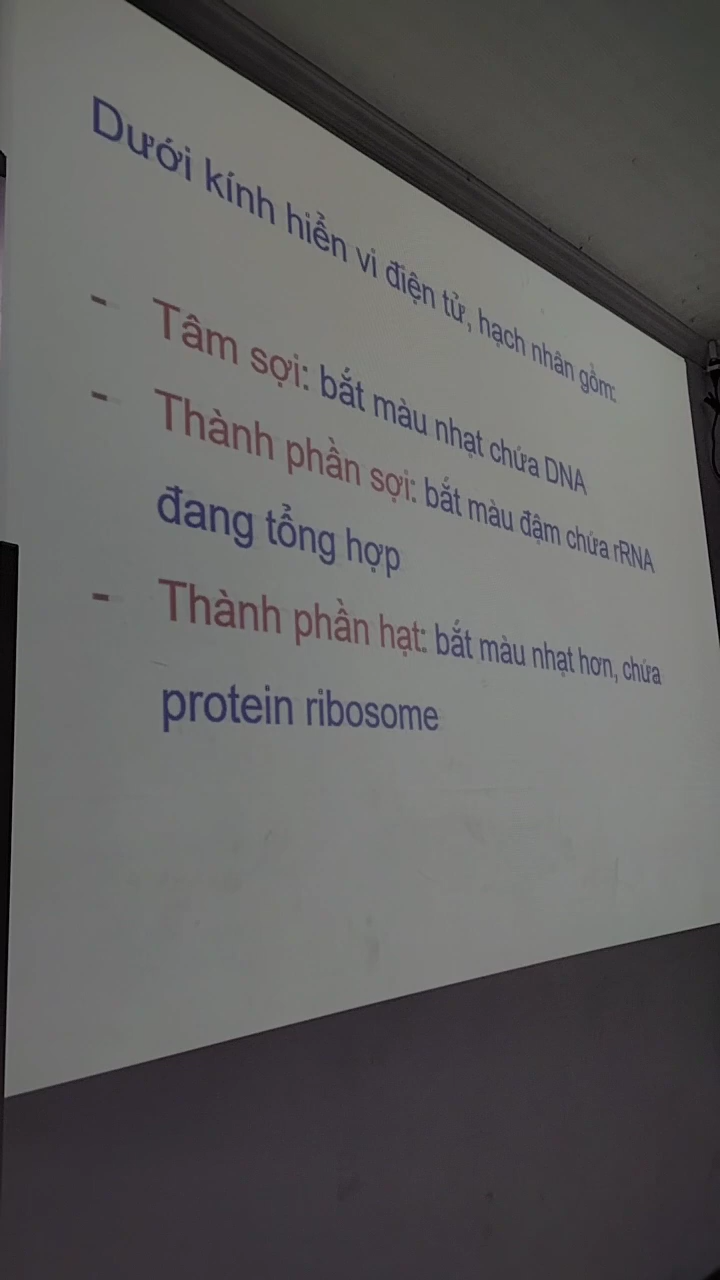 Dưới kính hiển vi điện tử, hạch nhân gồm:
- Tâm sợi: bắt màu nhạt chứa DNA
- Thành phần sợi: bắt màu đậm chứa rRNA
đang tổng hợp
- Thành phần hạt: bắt màu nhạt hơn, chứa
protein ribosome